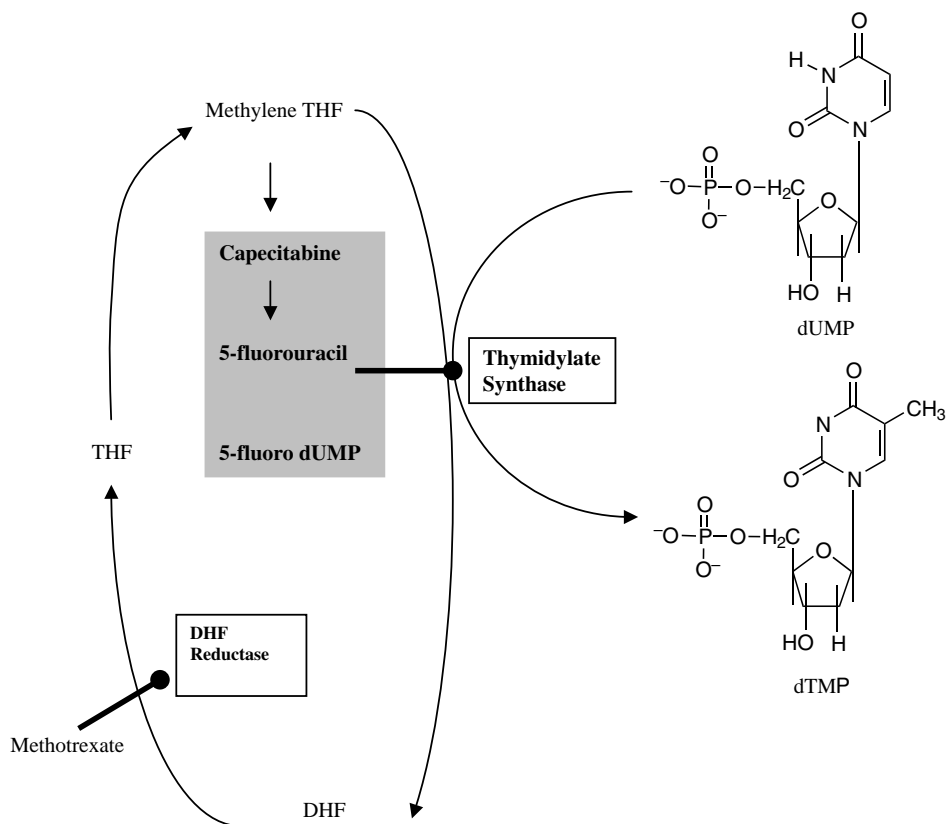 Methylene THF
Capecitabine
5-fluorouracil
5-fluoro dUMP
Thymidylate
Synthase
THF
DHF
Reductase
Methotrexate
DHF
O
H
N
O
N
O
⁻O–P–O–H₂C
O⁻
O
HO H
dUMP
O
CH₃
N
O
N
O
⁻O–P–O–H₂C
O⁻
O
HO H
dTMP